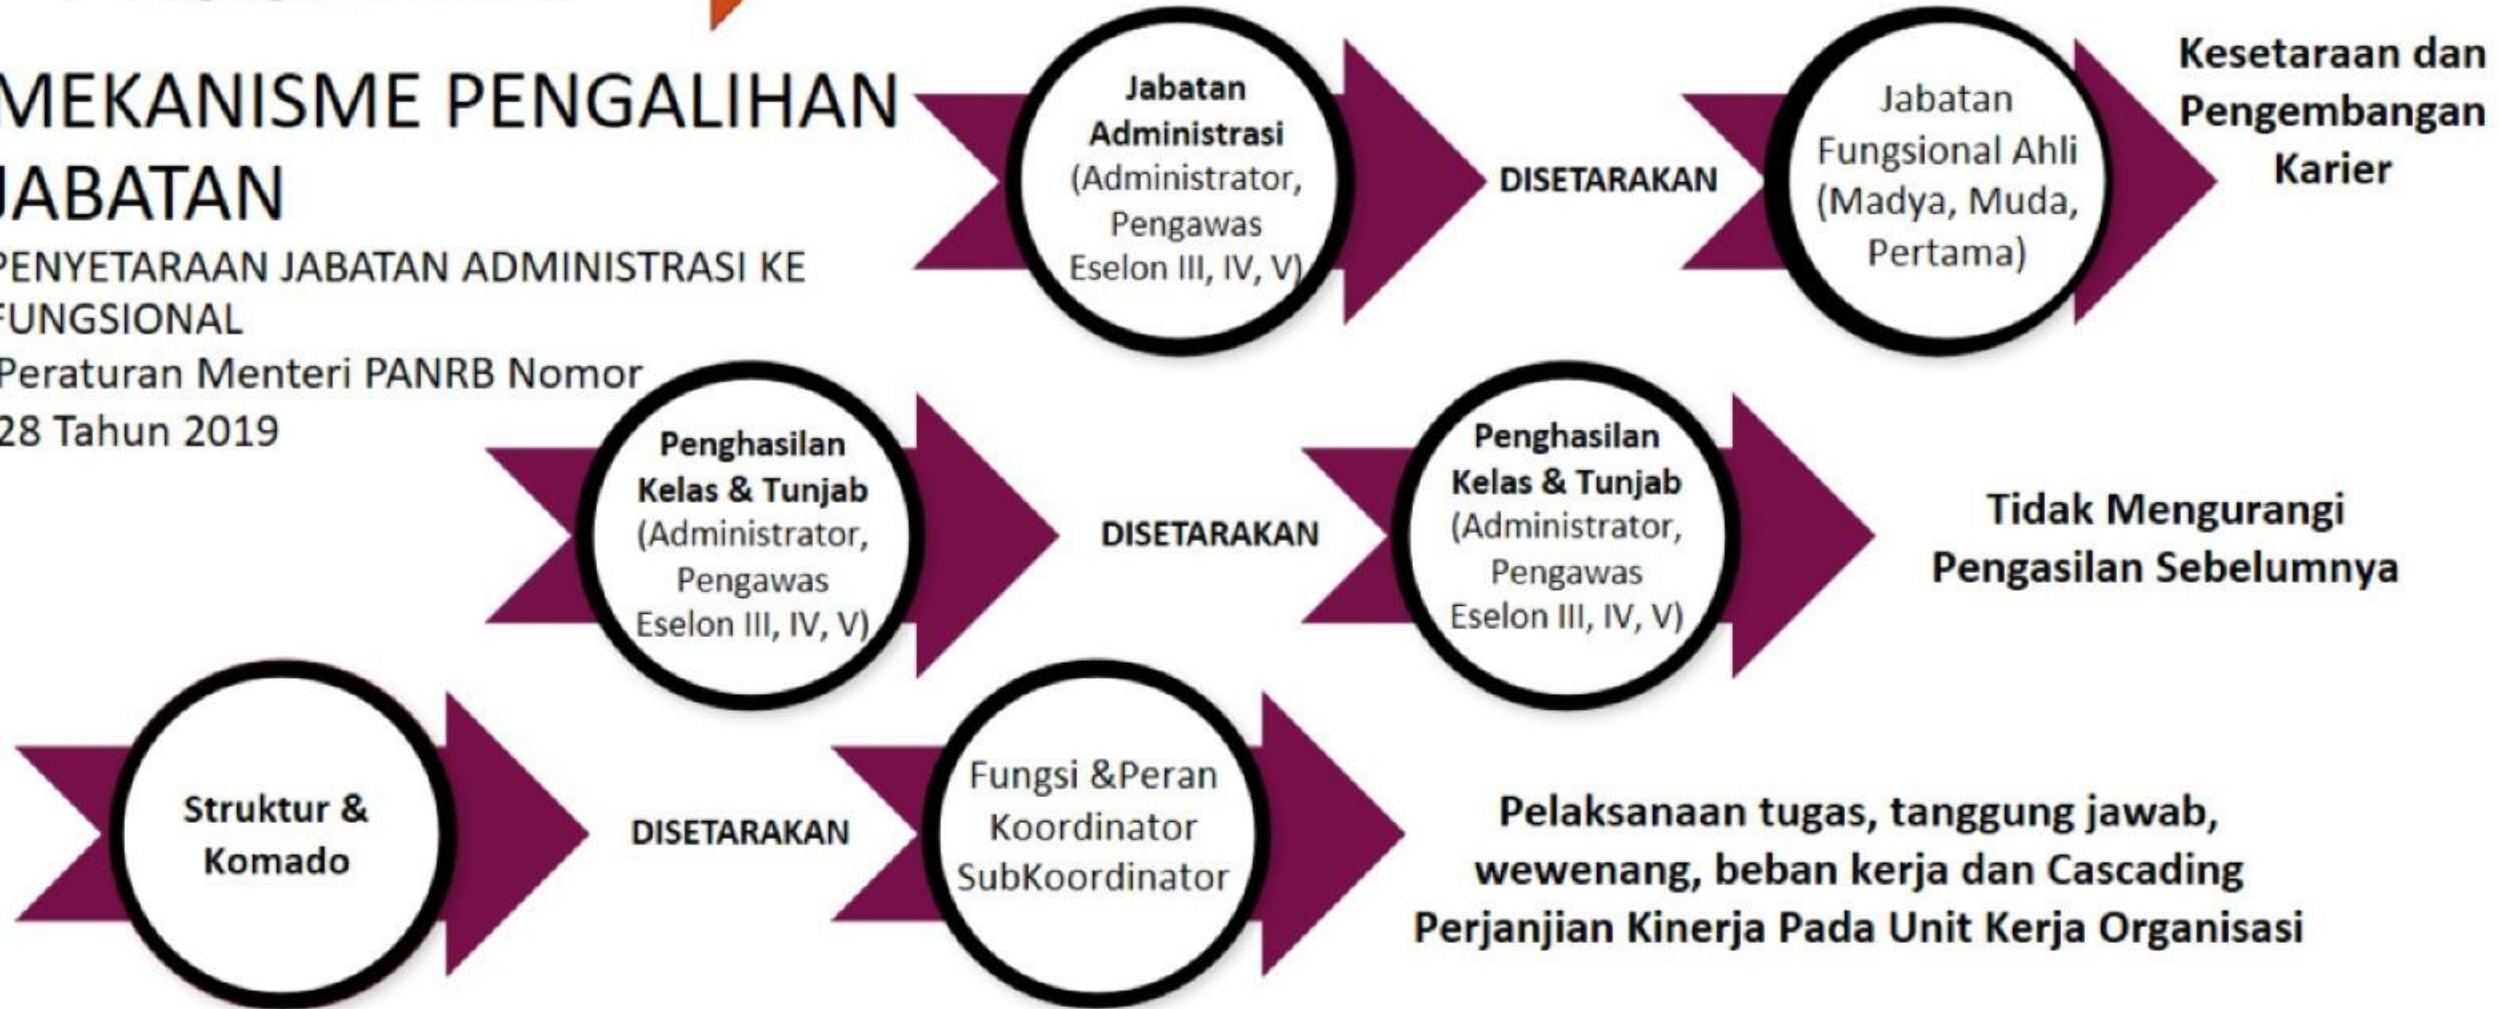 MEKANISME PENGALIHAN
JABATAN
PENYETARAAN JABATAN ADMINISTRASI KE
FUNGSIONAL
Peraturan Menteri PANRB Nomor
28 Tahun 2019
Jabatan
Administrasi
(Administrator,
Pengawas
Eselon III, IV, V)
DISETARAKAN
Jabatan
Fungsional Ahli
(Madya, Muda,
Pertama)
Kesetaraan dan
Pengembangan
Karier
Penghasilan
Kelas & Tunjab
(Administrator,
Pengawas
Eselon III, IV, V)
DISETARAKAN
Penghasilan
Kelas & Tunjab
(Administrator,
Pengawas
Eselon III, IV, V)
Tidak Mengurangi
Pengasilan Sebelumnya
Struktur &
Komado
DISETARAKAN
Fungsi &Peran
Koordinator
SubKoordinator
Pelaksanaan tugas, tanggung jawab,
wewenang, beban kerja dan Cascading
Perjanjian Kinerja Pada Unit Kerja Organisasi